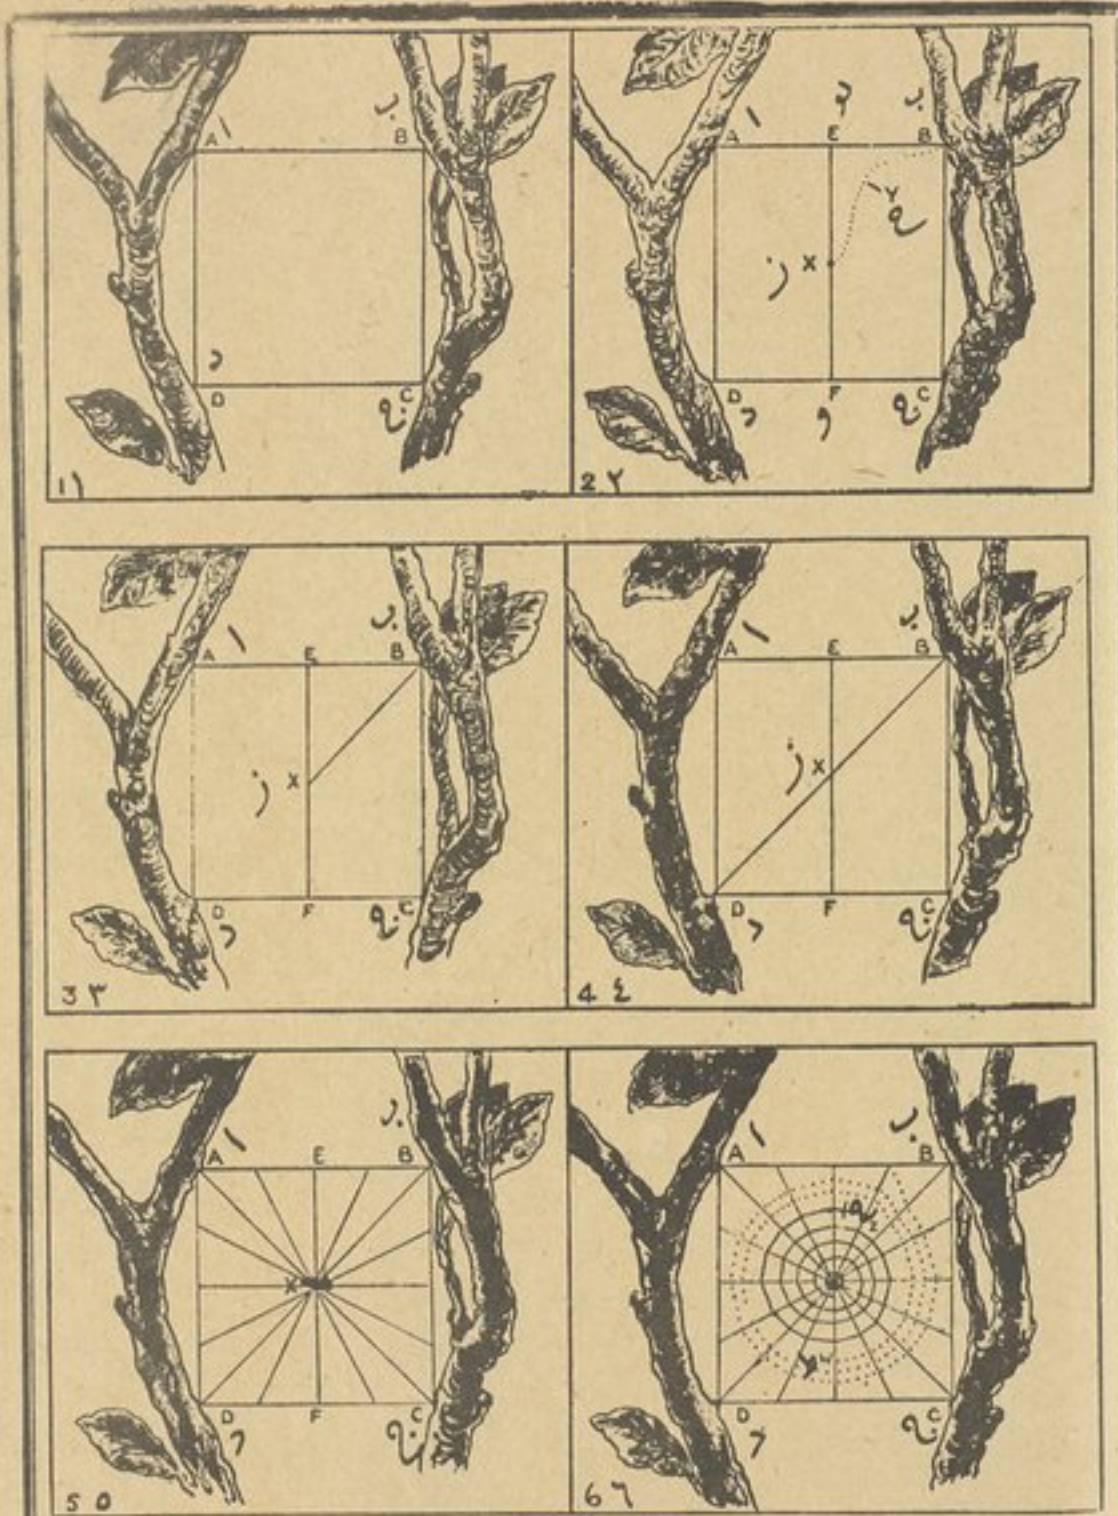 A ا B ب
د
D C ج
1 ١
A ا E B ب
X ز
D د F و C ج
2 ٢
A ا E B ب
X ز
D د F C ج
3 ٣
A ا E B ب
X ز
D د F C ج
4 ٤
A ا E B ب
X
D د F C ج
5 ٥
A ا B ب
D د C ج
6 ٦